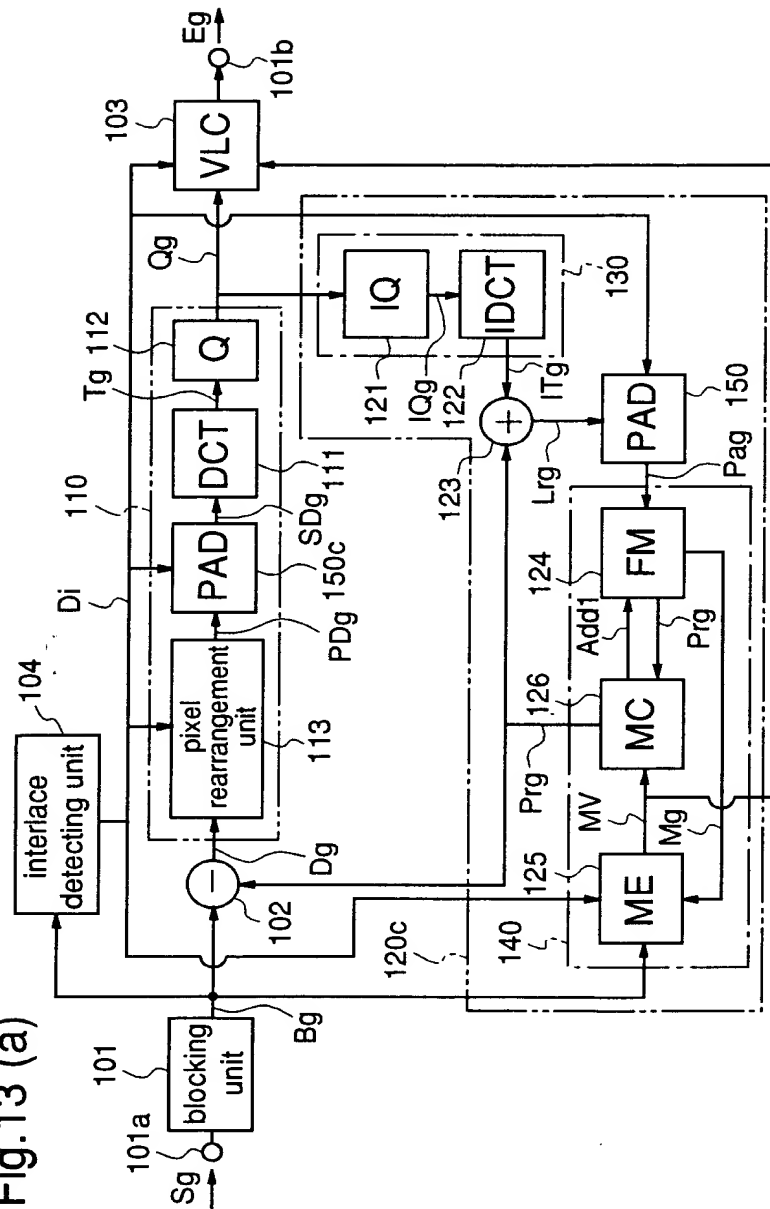 Fig.13 (a)
Sg
101a
101
blocking
unit
Bg
104
interlace
detecting unit
Di
102
Dg
110
pixel
rearrangement
unit
113
PDg
PAD
150c
SDg
DCT
111
Tg
112
Q
Qg
103
VLC
Eg
101b
IQ
121
IQg
IDCT
122
130
ITg
+
123
Lrg
PAD
150
Pag
120c
140
ME
125
MV
Mg
Prg
126
MC
Add1
Prg
124
FM